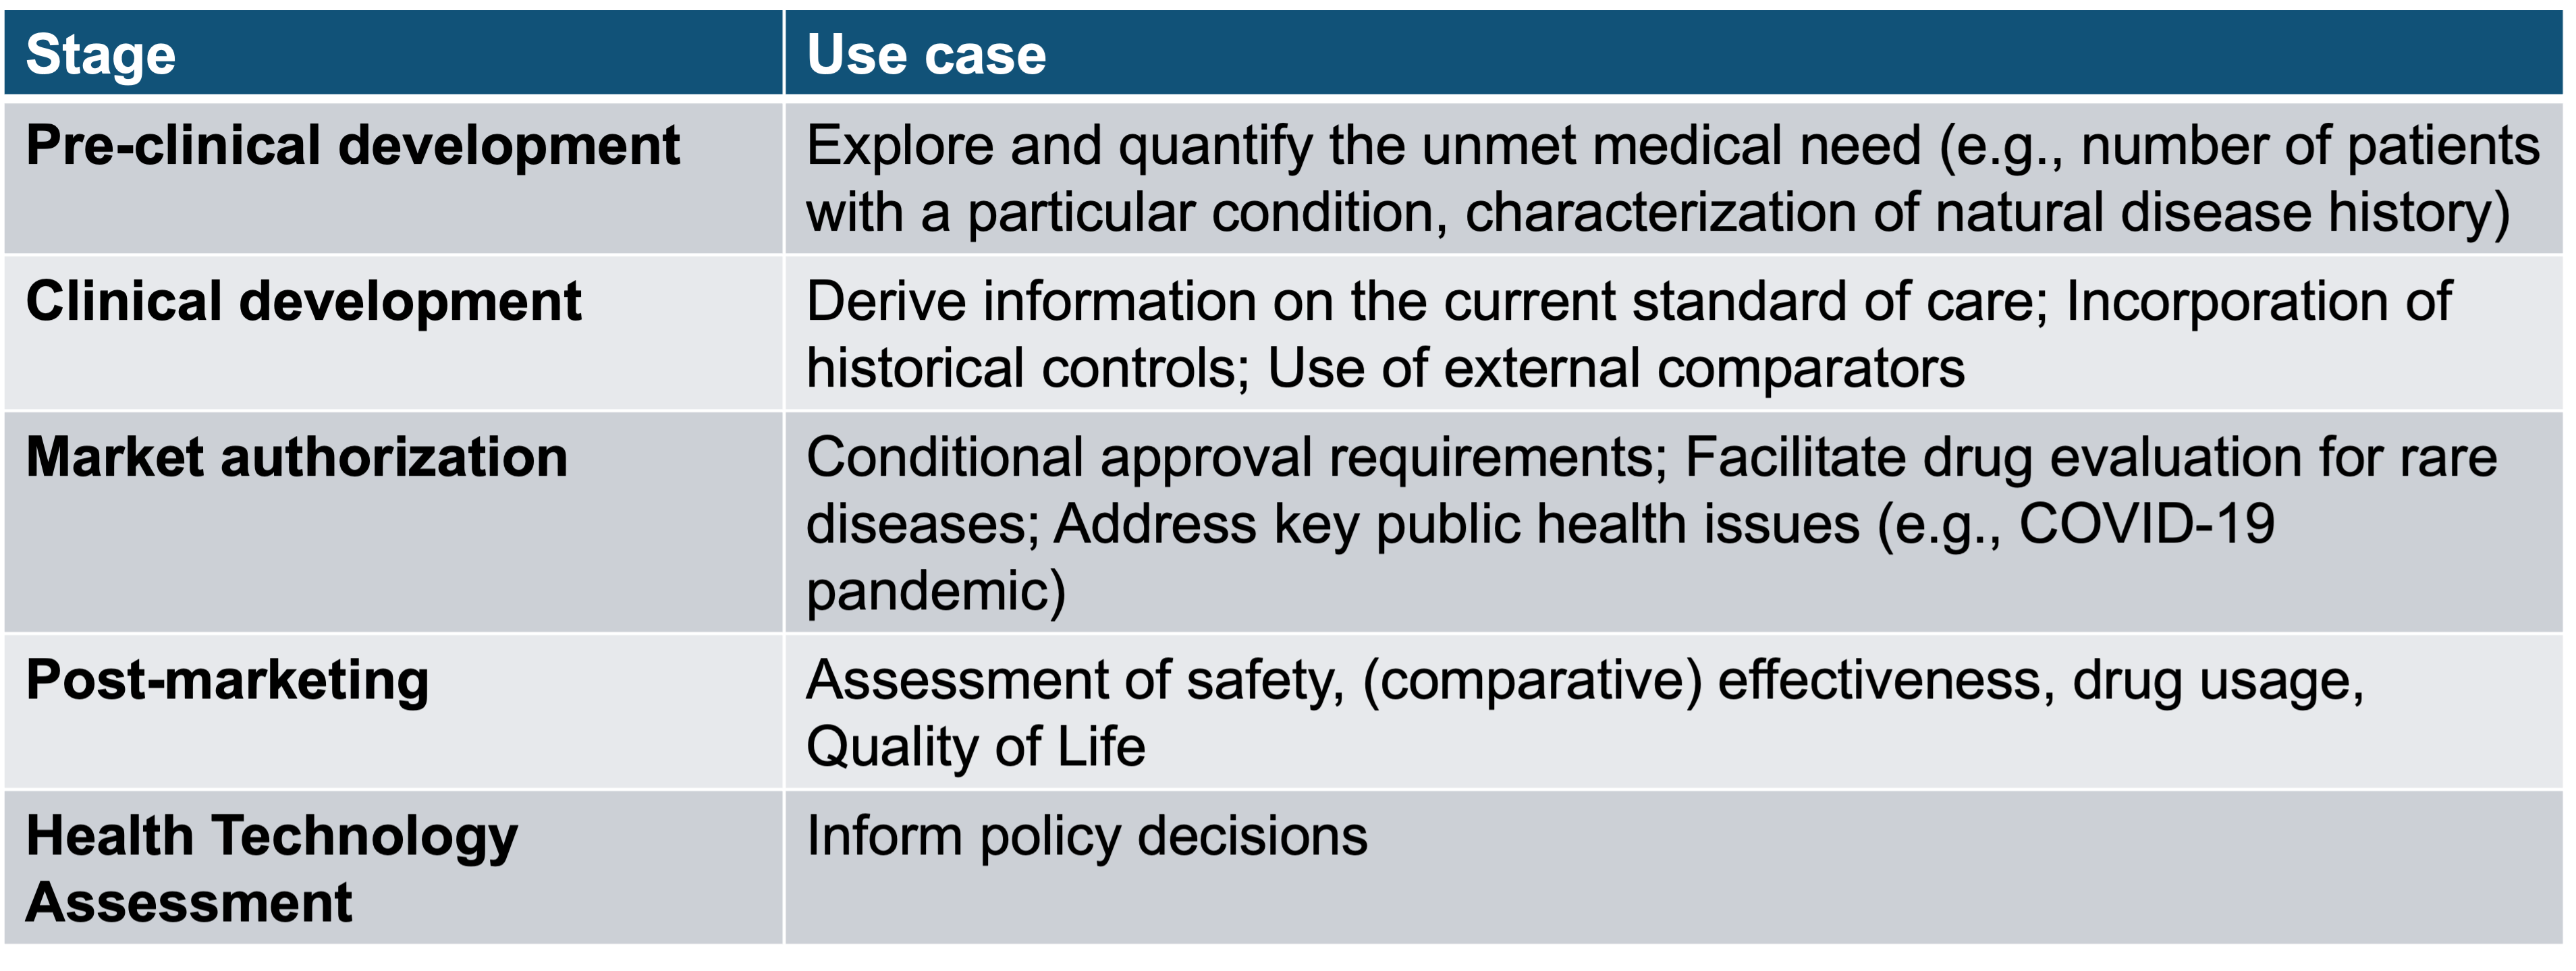 Stage
Use case
Pre-clinical development
Explore and quantify the unmet medical need (e.g., number of patients
with a particular condition, characterization of natural disease history)
Clinical development
Derive information on the current standard of care; Incorporation of
historical controls; Use of external comparators
Market authorization
Conditional approval requirements; Facilitate drug evaluation for rare
diseases; Address key public health issues (e.g., COVID-19
pandemic)
Post-marketing
Assessment of safety, (comparative) effectiveness, drug usage,
Quality of Life
Health Technology
Assessment
Inform policy decisions